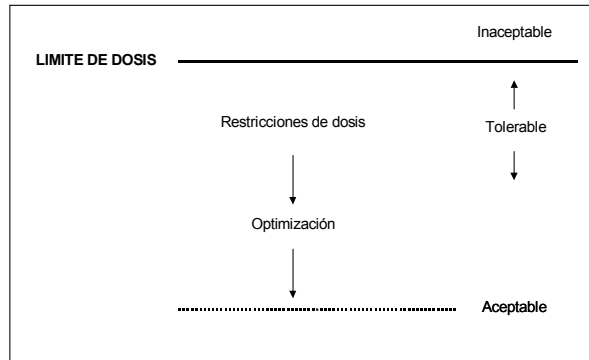 Inaceptable
LIMITE DE DOSIS
Restricciones de dosis
Tolerable
Optimización
Aceptable